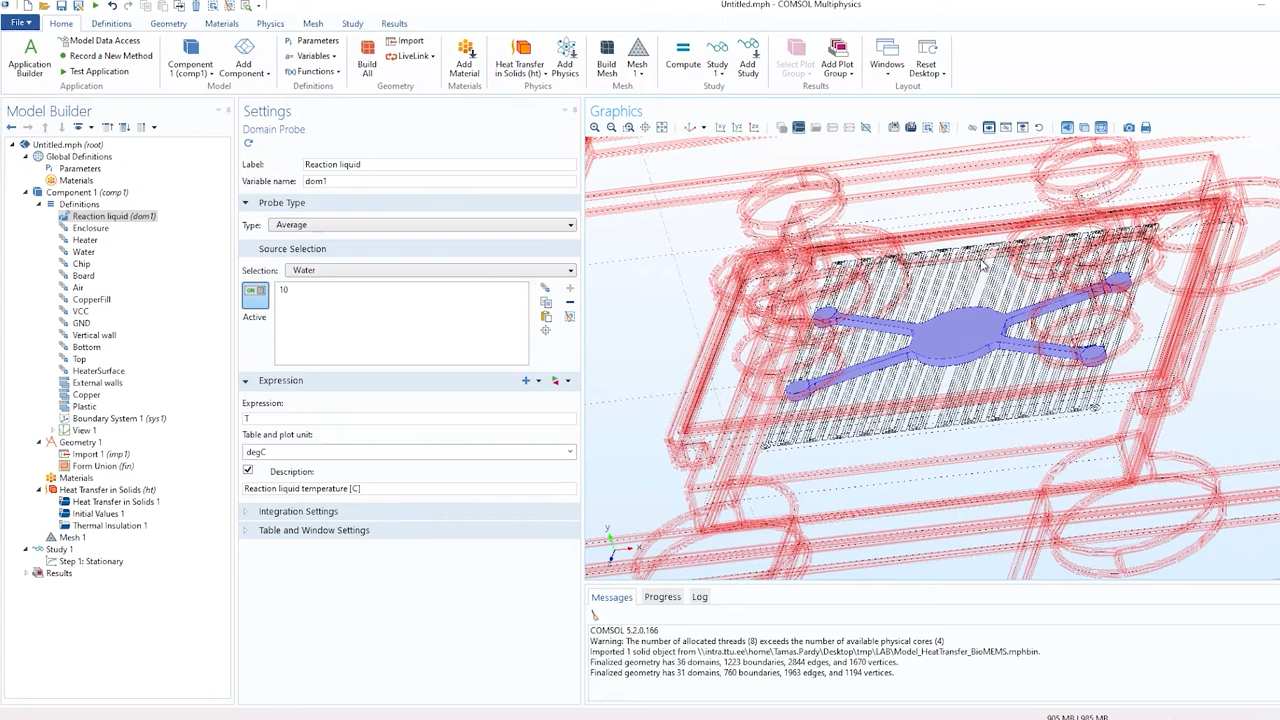 Untitled.mph - COMSOL Multiphysics
File
Home
Definitions
Geometry
Materials
Physics
Mesh
Study
Results
Application Builder
Model Data Access
Record a New Method
Test Application
Application
Component 1 (comp1)
Add Component
Model
Parameters
Variables
Functions
Definitions
Build All
Import
LiveLink
Geometry
Add Material
Materials
Heat Transfer in Solids (ht)
Add Physics
Physics
Build Mesh
Mesh 1
Mesh
Compute
Study 1
Add Study
Study
Select Plot Group
Add Plot Group
Results
Windows
Reset Desktop
Layout
Model Builder
Untitled.mph (root)
Global Definitions
Parameters
Materials
Component 1 (comp1)
Definitions
Reaction liquid (dom1)
Enclosure
Heater
Water
Chip
Board
Air
CopperFill
VCC
GND
Vertical wall
Bottom
Top
HeaterSurface
External walls
Copper
Plastic
Boundary System 1 (sys1)
View 1
Geometry 1
Import 1 (imp1)
Form Union (fin)
Materials
Heat Transfer in Solids (ht)
Heat Transfer in Solids 1
Initial Values 1
Thermal Insulation 1
Mesh 1
Study 1
Step 1: Stationary
Results
Settings
Domain Probe
Label: Reaction liquid
Variable name: dom1
Probe Type
Type: Average
Source Selection
Selection: Water
ON
Active
10
Expression
Expression:
T
Table and plot unit:
degC
Description:
Reaction liquid temperature [C]
Integration Settings
Table and Window Settings
Graphics
y
x
Messages
Progress
Log
COMSOL 5.2.0.166
Warning: The number of allocated threads (8) exceeds the number of available physical cores (4)
Imported 1 solid object from \\intra.ttu.ee\home\Tamas.Pardy\Desktop\tmp\LAB\Model_HeatTransfer_BioMEMS.mphbin.
Finalized geometry has 36 domains, 1223 boundaries, 2844 edges, and 1670 vertices.
Finalized geometry has 31 domains, 760 boundaries, 1963 edges, and 1194 vertices.
905 MB | 985 MB